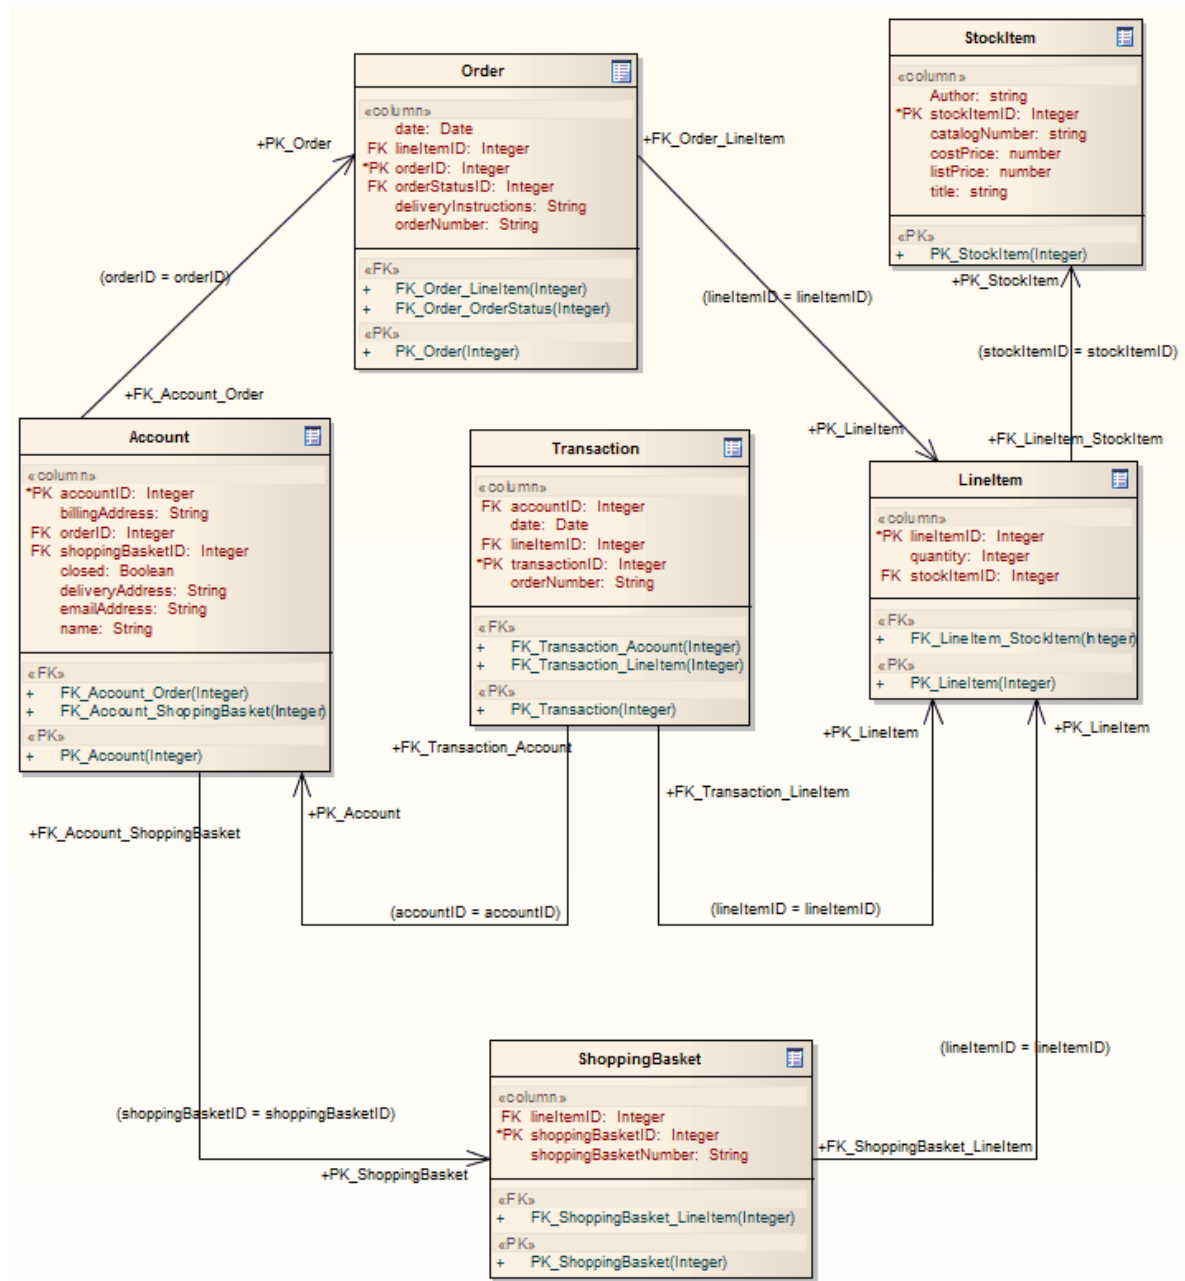 StockItem
«column»
Author: string
*PK stockItemID: Integer
catalogNumber: string
costPrice: number
listPrice: number
title: string
«PK»
+ PK_StockItem(Integer)
Order
«column»
date: Date
FK lineItemID: Integer
*PK orderID: Integer
FK orderStatusID: Integer
deliveryInstructions: String
orderNumber: String
«FK»
+ FK_Order_LineItem(Integer)
+ FK_Order_OrderStatus(Integer)
«PK»
+ PK_Order(Integer)
+PK_Order
+FK_Order_LineItem
(orderID = orderID)
+PK_StockItem
(lineItemID = lineItemID)
(stockItemID = stockItemID)
+FK_Account_Order
+PK_LineItem
+FK_LineItem_StockItem
Account
«column»
*PK accountID: Integer
billingAddress: String
FK orderID: Integer
FK shoppingBasketID: Integer
closed: Boolean
deliveryAddress: String
emailAddress: String
name: String
«FK»
+ FK_Account_Order(Integer)
+ FK_Account_ShoppingBasket(Integer)
«PK»
+ PK_Account(Integer)
Transaction
«column»
FK accountID: Integer
date: Date
FK lineItemID: Integer
*PK transactionID: Integer
orderNumber: String
«FK»
+ FK_Transaction_Account(Integer)
+ FK_Transaction_LineItem(Integer)
«PK»
+ PK_Transaction(Integer)
LineItem
«column»
*PK lineItemID: Integer
quantity: Integer
FK stockItemID: Integer
«FK»
+ FK_LineItem_StockItem(Integer)
«PK»
+ PK_LineItem(Integer)
+FK_Transaction_Account
+PK_LineItem
+PK_LineItem
+FK_Transaction_LineItem
+PK_Account
+FK_Account_ShoppingBasket
(accountID = accountID)
(lineItemID = lineItemID)
(lineItemID = lineItemID)
(shoppingBasketID = shoppingBasketID)
+PK_ShoppingBasket
+FK_ShoppingBasket_LineItem
ShoppingBasket
«column»
FK lineItemID: Integer
*PK shoppingBasketID: Integer
shoppingBasketNumber: String
«FK»
+ FK_ShoppingBasket_LineItem(Integer)
«PK»
+ PK_ShoppingBasket(Integer)